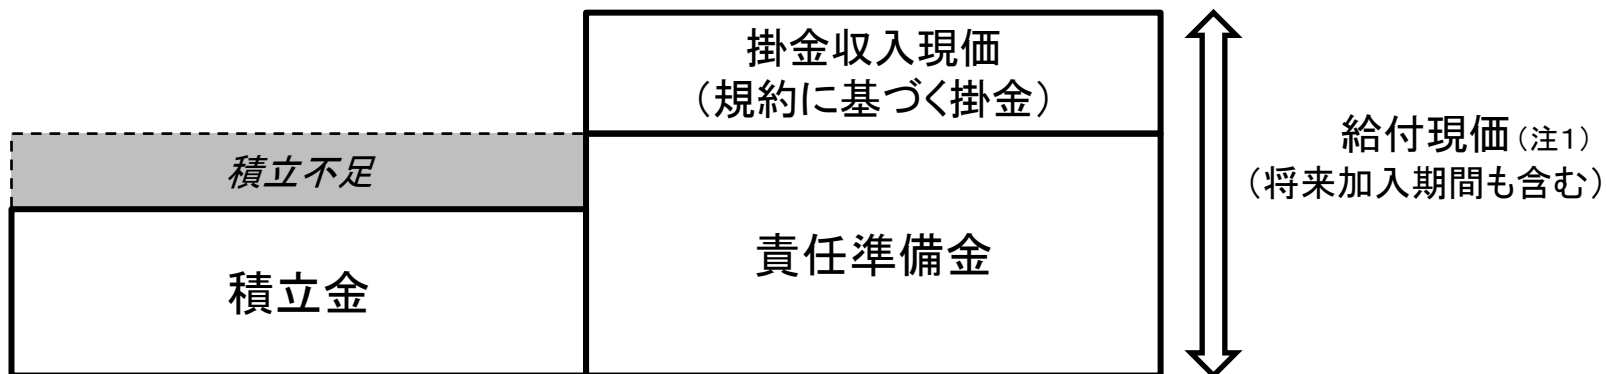 掛金収入現価
（規約に基づく掛金）
積立不足
積立金
責任準備金
給付現価（注１）
（将来加入期間も含む）